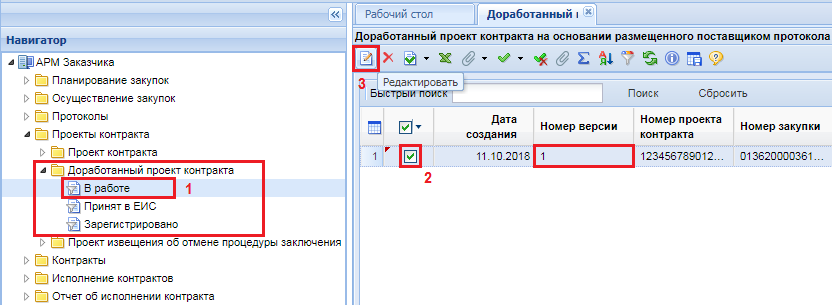 Навигатор
АРМ Заказчика
Планирование закупок
Осуществление закупок
Протоколы
Проекты контракта
Проект контракта
Доработанный проект контракта
В работе
1
Принят в ЕИС
Зарегистрировано
Проект извещения об отмене процедуры заключения
Контракты
Исполнение контрактов
Отчет об исполнении контракта
Рабочий стол
Доработанный п
Доработанный проект контракта на основании размещенного поставщиком протокола
3
Редактировать
Быстрый поиск
Поиск
Сбросить
Дата создания
Номер версии
Номер проекта контракта
Номер закупки
1
11.10.2018
1
123456789012...
013620000361...
2